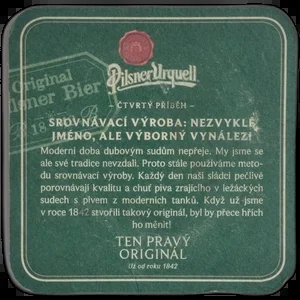 Original
Pilsner Bier
Pilsner Urquell
– ČTVRTÝ PŘÍBĚH –
SROVNÁVACÍ VÝROBA: NEZVYKLÉ
JMÉNO, ALE VÝBORNÝ VYNÁLEZ!
Moderní doba dubovým sudům nepřeje. My jsme se
ale své tradice nevzdali. Proto stále používáme meto-
du srovnávací výroby. Každý den naši sládci pečlivě
porovnávají kvalitu a chuť piva zrajícího v ležáckých
sudech s plvem z moderních tanků. Když už jsme
v roce 1842 stvořili takový originál, byl by přece hřích
ho měnit!
TEN PRAVÝ
ORIGINÁL
již od roku 1842